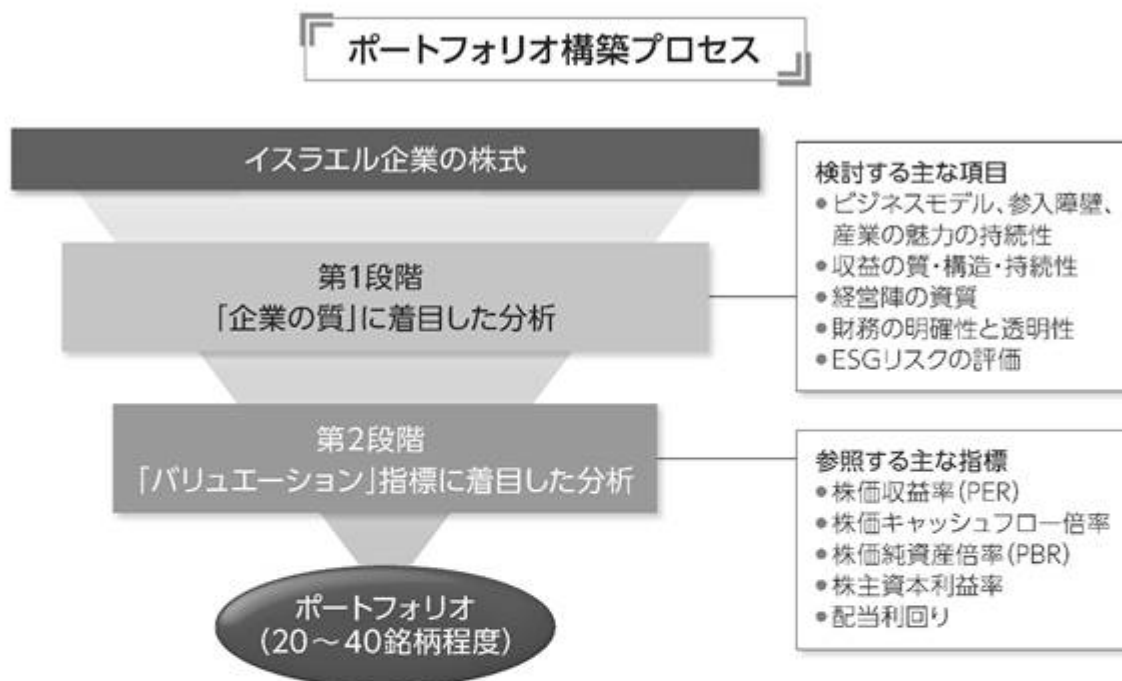 ポートフォリオ構築プロセス
イスラエル企業の株式
第1段階
「企業の質」に着目した分析
第2段階
「バリュエーション」指標に着目した分析
ポートフォリオ
(20～40銘柄程度)
検討する主な項目
●ビジネスモデル、参入障壁、
産業の魅力の持続性
●収益の質・構造・持続性
●経営陣の資質
●財務の明確性と透明性
●ESGリスクの評価
参照する主な指標
●株価収益率(PER)
●株価キャッシュフロー倍率
●株価純資産倍率(PBR)
●株主資本利益率
●配当利回り